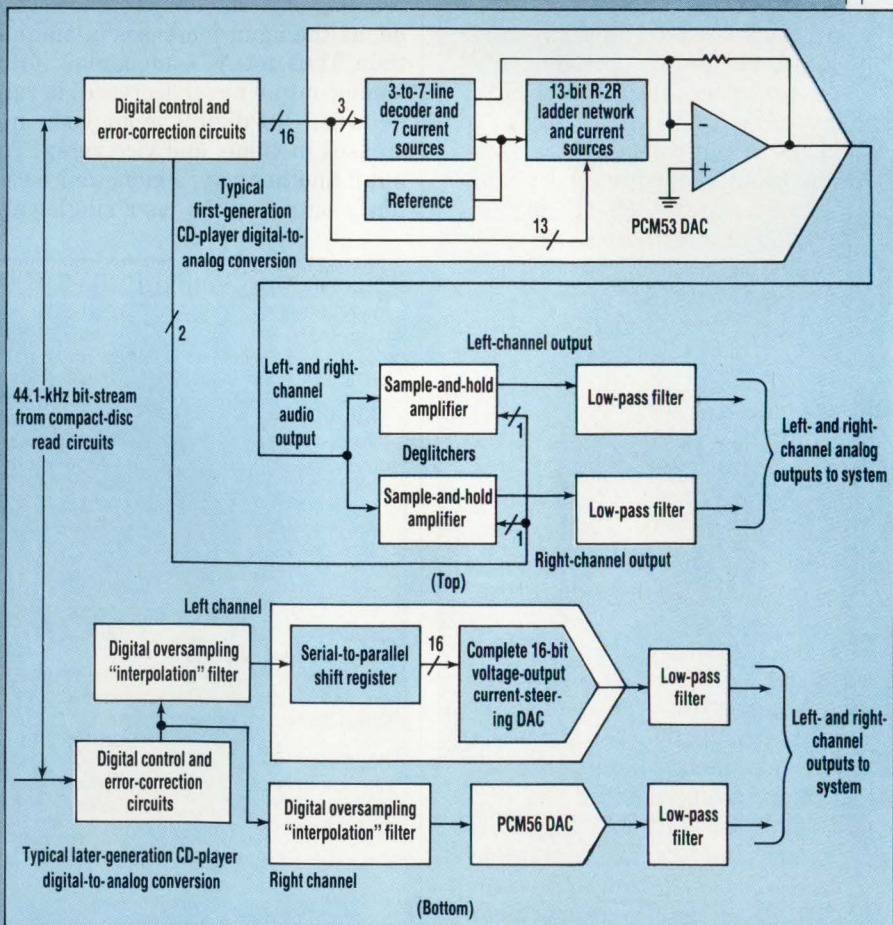 Digital control and
error-correction circuits
16
3
3-to-7-line
decoder and
7 current
sources
13-bit R-2R
ladder network
and current
sources
–
+
Reference
PCM53 DAC
13
Typical
first-generation
CD-player digital-to-
analog conversion
2
44.1-kHz bit-stream
from compact-disc
read circuits
Left- and right-
channel
audio
output
Left-channel output
Sample-and-hold
amplifier
1
Low-pass filter
Deglitchers
Sample-and-hold
amplifier
1
Low-pass filter
Right-channel output
Left- and right-
channel analog
outputs to system
(Top)
Left channel
Digital oversampling
"interpolation" filter
Serial-to-parallel
shift register
16
Complete 16-bit
voltage-output
current-steer-
ing DAC
Low-pass
filter
Digital control and
error-correction
circuits
Digital oversampling
"interpolation" filter
PCM56 DAC
Low-pass
filter
Left- and right-
channel
outputs to
system
Typical later-generation CD-player
digital-to-analog conversion
Right channel
(Bottom)